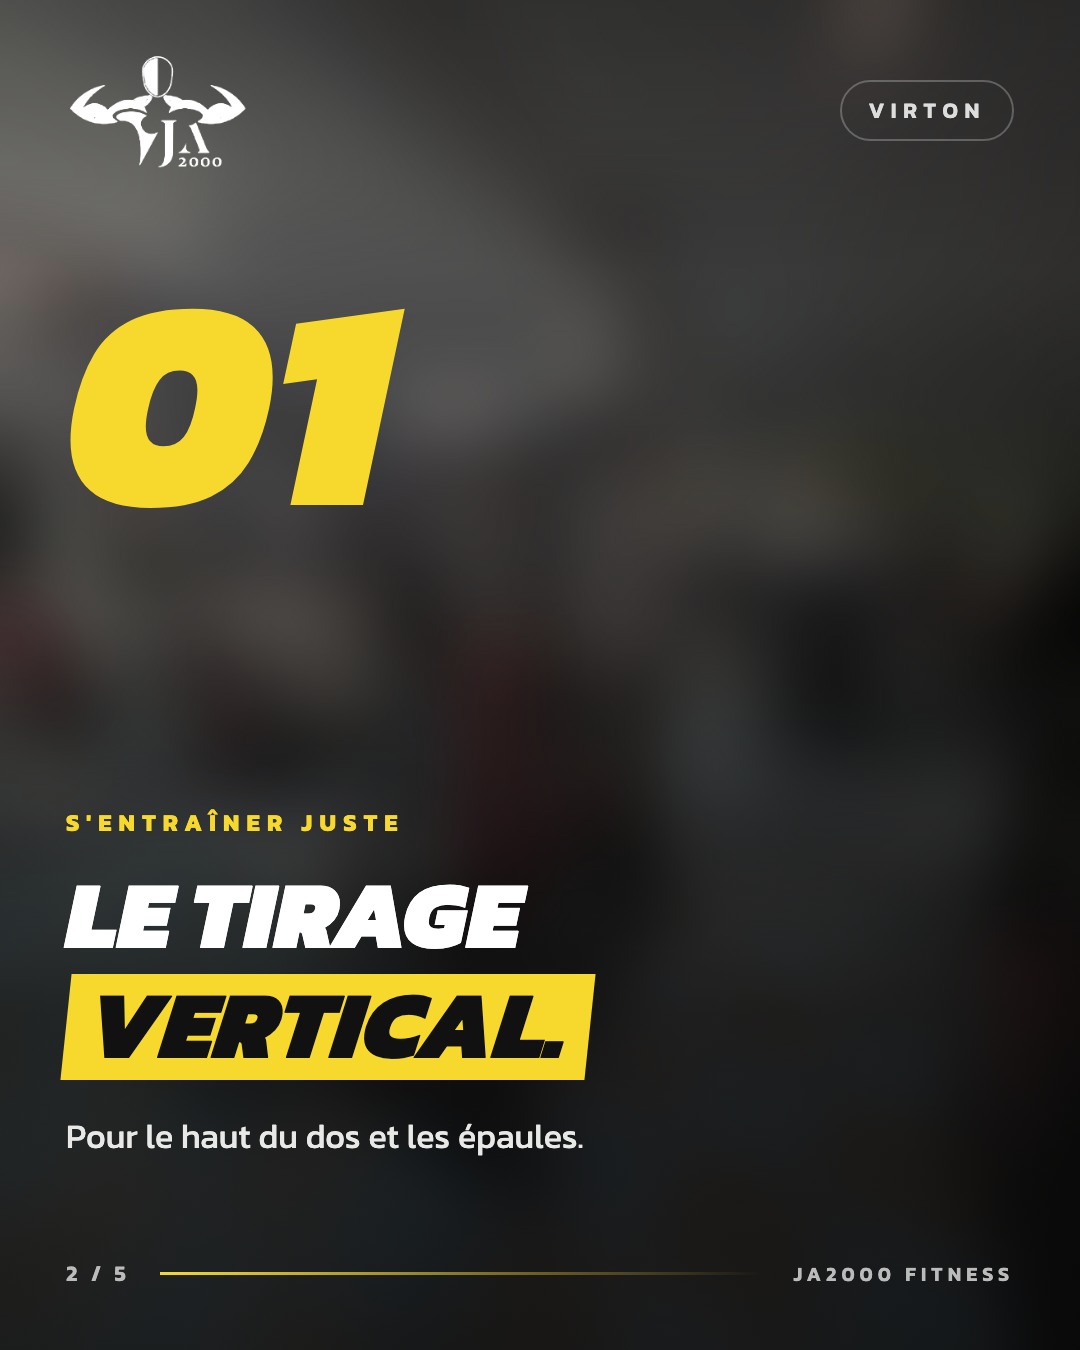 JA
2000
VIRTON
01
S'ENTRAÎNER JUSTE
LE TIRAGE
VERTICAL.
Pour le haut du dos et les épaules.
2 / 5
JA2000 FITNESS